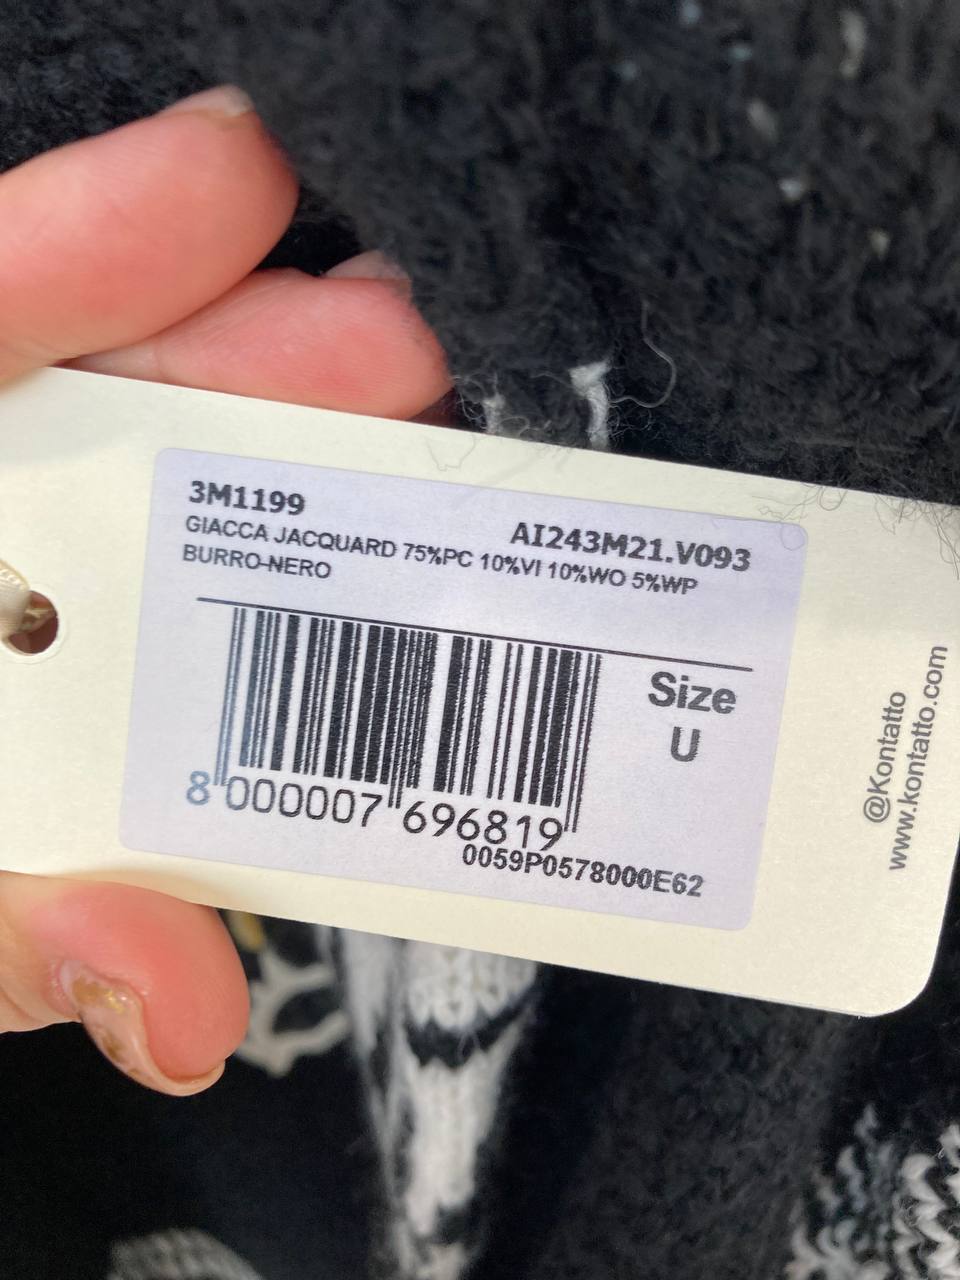 3M1199
AI243M21.V093
GIACCA JACQUARD 75%PC 10%VI 10%WO 5%WP
BURRO-NERO
Size
U
8 000007 696819
0059P0578000E62
@Kontatto
www.kontatto.com